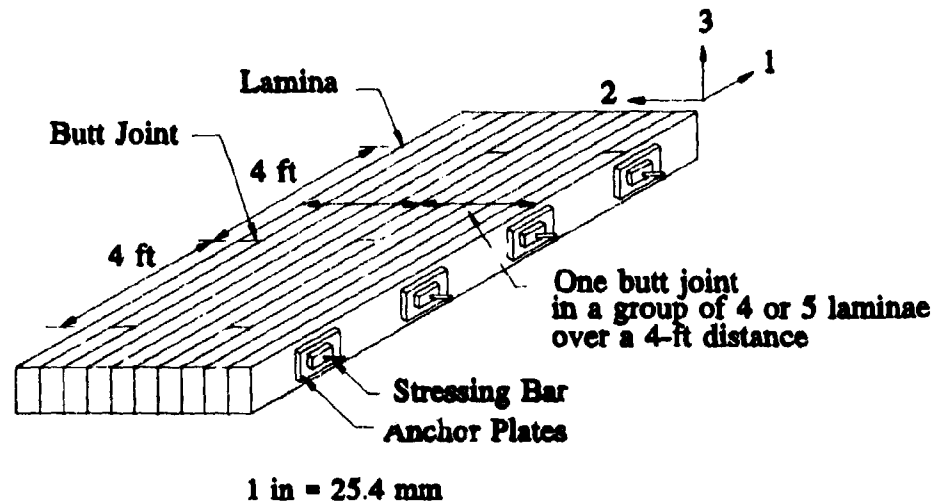 3
1
2
Lamina
Butt Joint
4 ft
4 ft
One butt joint
in a group of 4 or 5 laminae
over a 4-ft distance
Stressing Bar
Anchor Plates
1 in = 25.4 mm